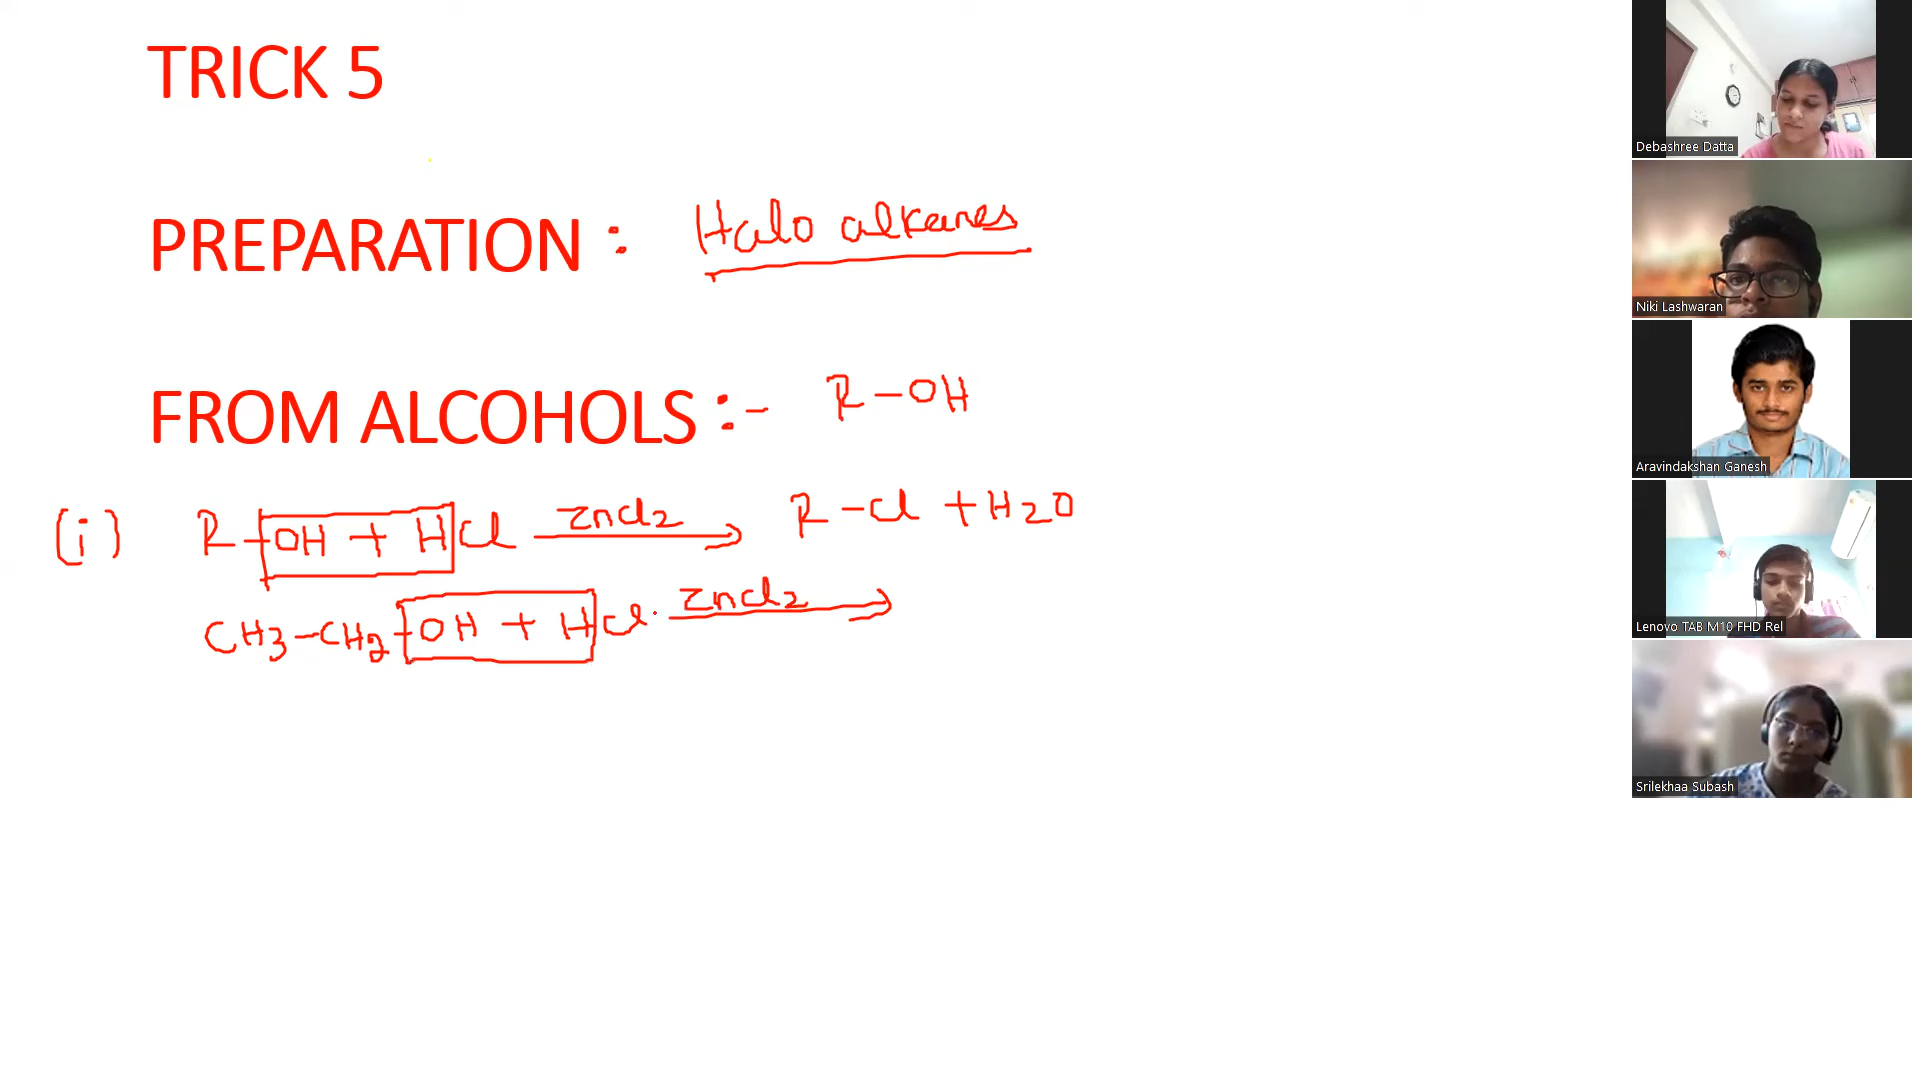 TRICK 5
PREPARATION : Halo alkanes
FROM ALCOHOLS :- R-OH
(i) R-OH + HCl ZnCl2 R-Cl + H2O
CH3-CH2-OH + HCl. ZnCl2
Debashree Datta
Niki Lashwaran
Aravindakshan Ganesh
Lenovo TAB M10 FHD Rel
Srilekhaa Subash